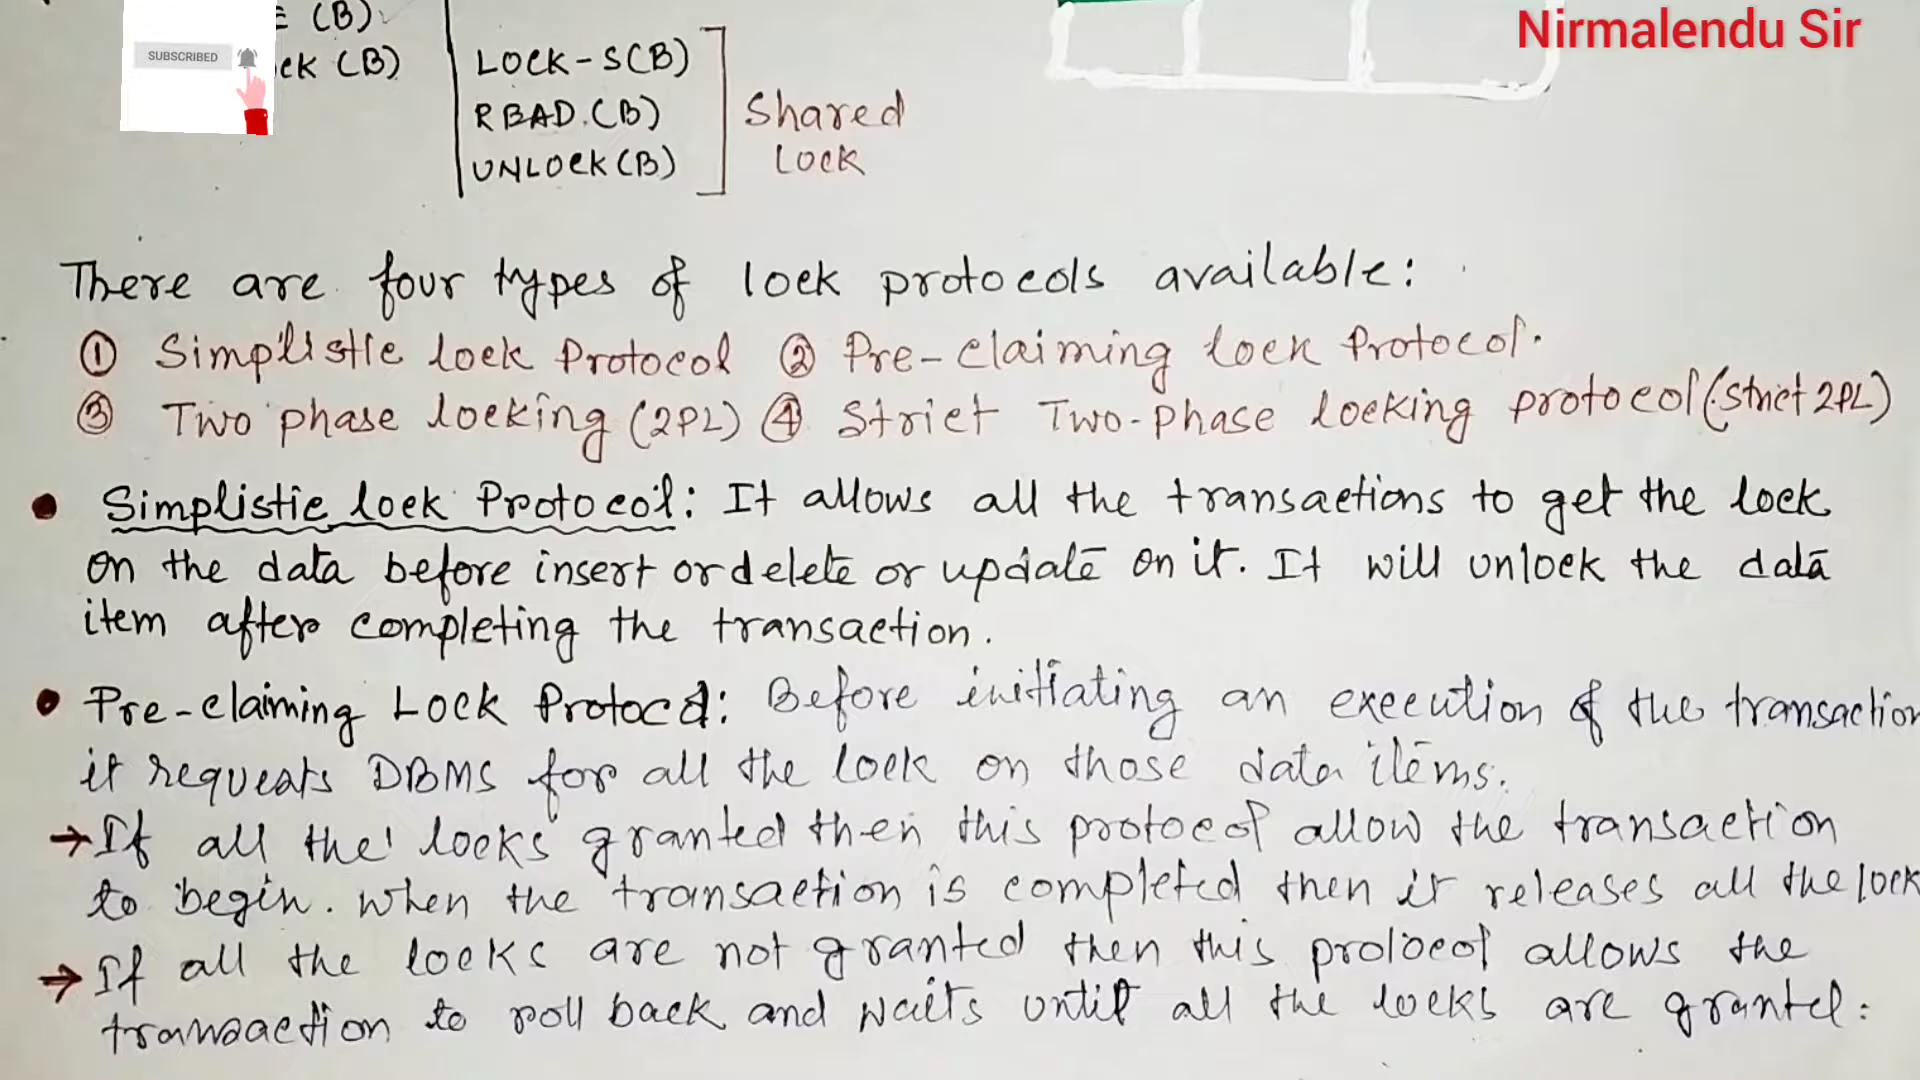 E (B)
SUBSCRIBED
CK (B)
LOCK-S(B)
READ.(B)
UNLOCK(B)
Shared
Lock
Nirmalendu Sir
There are four types of lock protocols available:
① Simplistic lock Protocol ② Pre-claiming lock Protocol.
③ Two phase locking (2PL) ④ Strict Two-phase locking protocol (strict 2PL)
• Simplistic lock Protocol: It allows all the transactions to get the lock
on the data before insert or delete or update on it. It will unlock the data
item after completing the transaction.
• Pre-claiming Lock Protocol: Before initiating an execution of the transaction
it requests DBMS for all the lock on those data items.
→ If all the locks granted then this protocol allow the transaction
to begin. when the transaction is completed then it releases all the lock
→ If all the locks are not granted then this protocol allows the
transaction to roll back and waits until all the locks are granted.